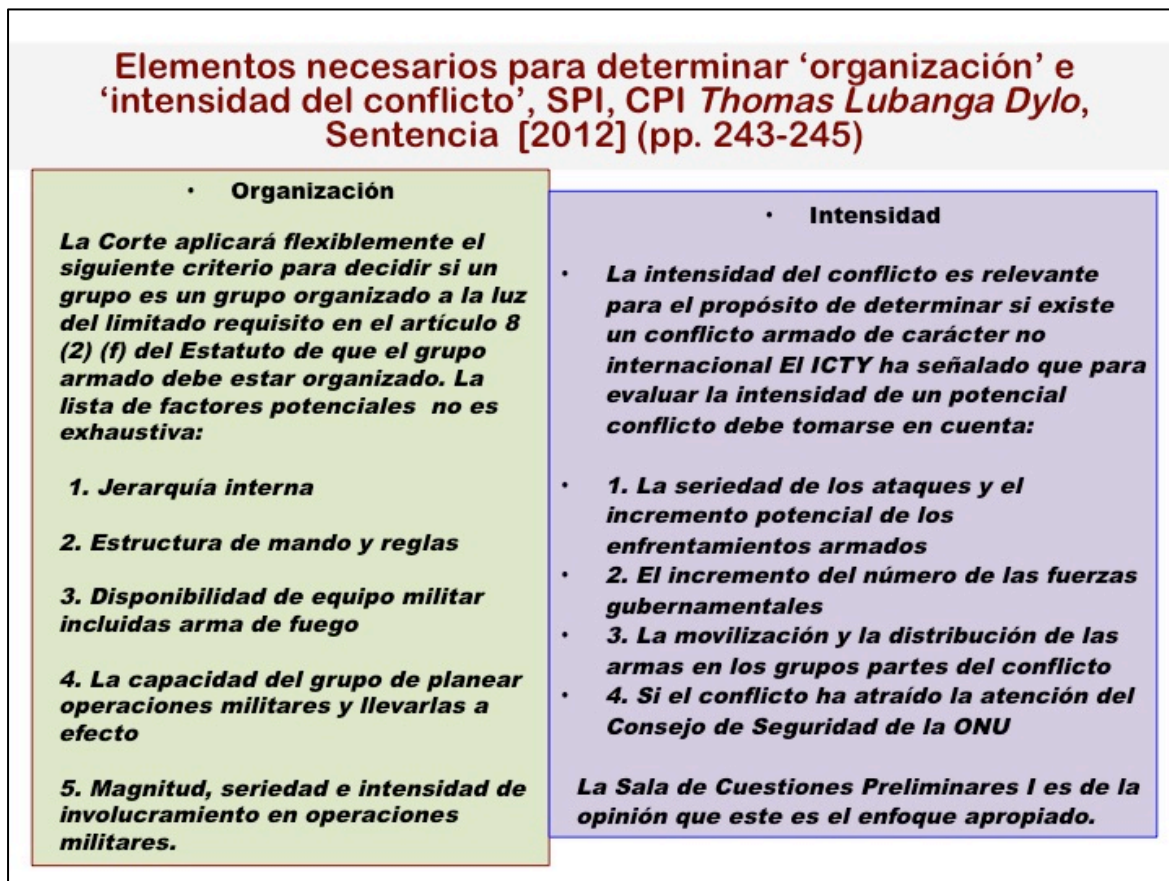 Elementos necesarios para determinar ‘organización’ e
‘intensidad del conflicto’, SPI, CPI Thomas Lubanga Dylo,
Sentencia [2012] (pp. 243-245)
• Organización
La Corte aplicará flexiblemente el
siguiente criterio para decidir si un
grupo es un grupo organizado a la luz
del limitado requisito en el artículo 8
(2) (f) del Estatuto de que el grupo
armado debe estar organizado. La
lista de factores potenciales no es
exhaustiva:
1. Jerarquía interna
2. Estructura de mando y reglas
3. Disponibilidad de equipo militar
incluidas arma de fuego
4. La capacidad del grupo de planear
operaciones militares y llevarlas a
efecto
5. Magnitud, seriedad e intensidad de
involucramiento en operaciones
militares.
• Intensidad
• La intensidad del conflicto es relevante
para el propósito de determinar si existe
un conflicto armado de carácter no
internacional El ICTY ha señalado que para
evaluar la intensidad de un potencial
conflicto debe tomarse en cuenta:
• 1. La seriedad de los ataques y el
incremento potencial de los
enfrentamientos armados
• 2. El incremento del número de las fuerzas
gubernamentales
• 3. La movilización y la distribución de las
armas en los grupos partes del conflicto
• 4. Si el conflicto ha atraído la atención del
Consejo de Seguridad de la ONU
La Sala de Cuestiones Preliminares I es de la
opinión que este es el enfoque apropiado.